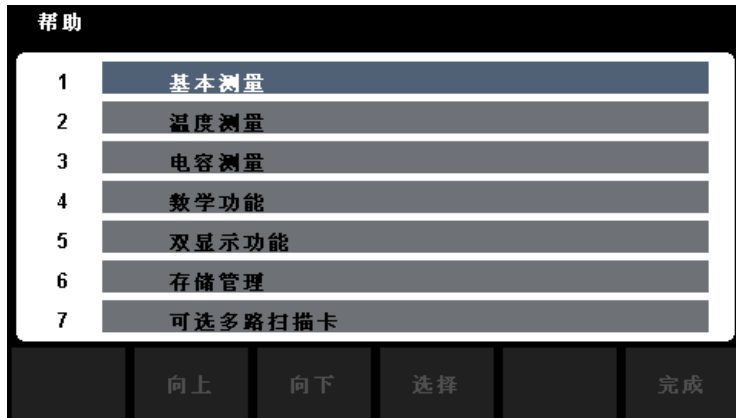 帮助
1 基本测量
2 温度测量
3 电容测量
4 数学功能
5 双显示功能
6 存储管理
7 可选多路扫描卡
向上 向下 选择 完成